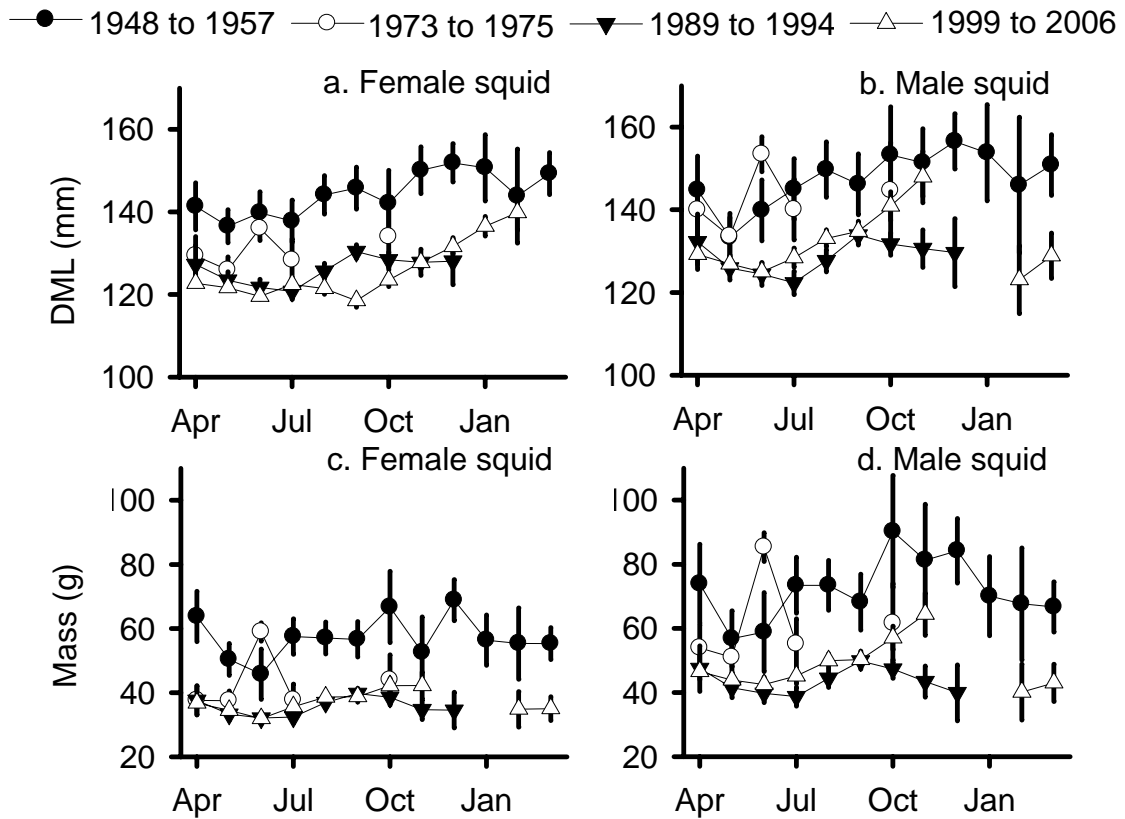 1948 to 1957 1973 to 1975 1989 to 1994 1999 to 2006
a. Female squid
b. Male squid
DML (mm)
160
140
120
100
Apr Jul Oct Jan
160
140
120
100
Apr Jul Oct Jan
c. Female squid
d. Male squid
Mass (g)
00
80
60
40
20
Apr Jul Oct Jan
00
80
60
40
20
Apr Jul Oct Jan